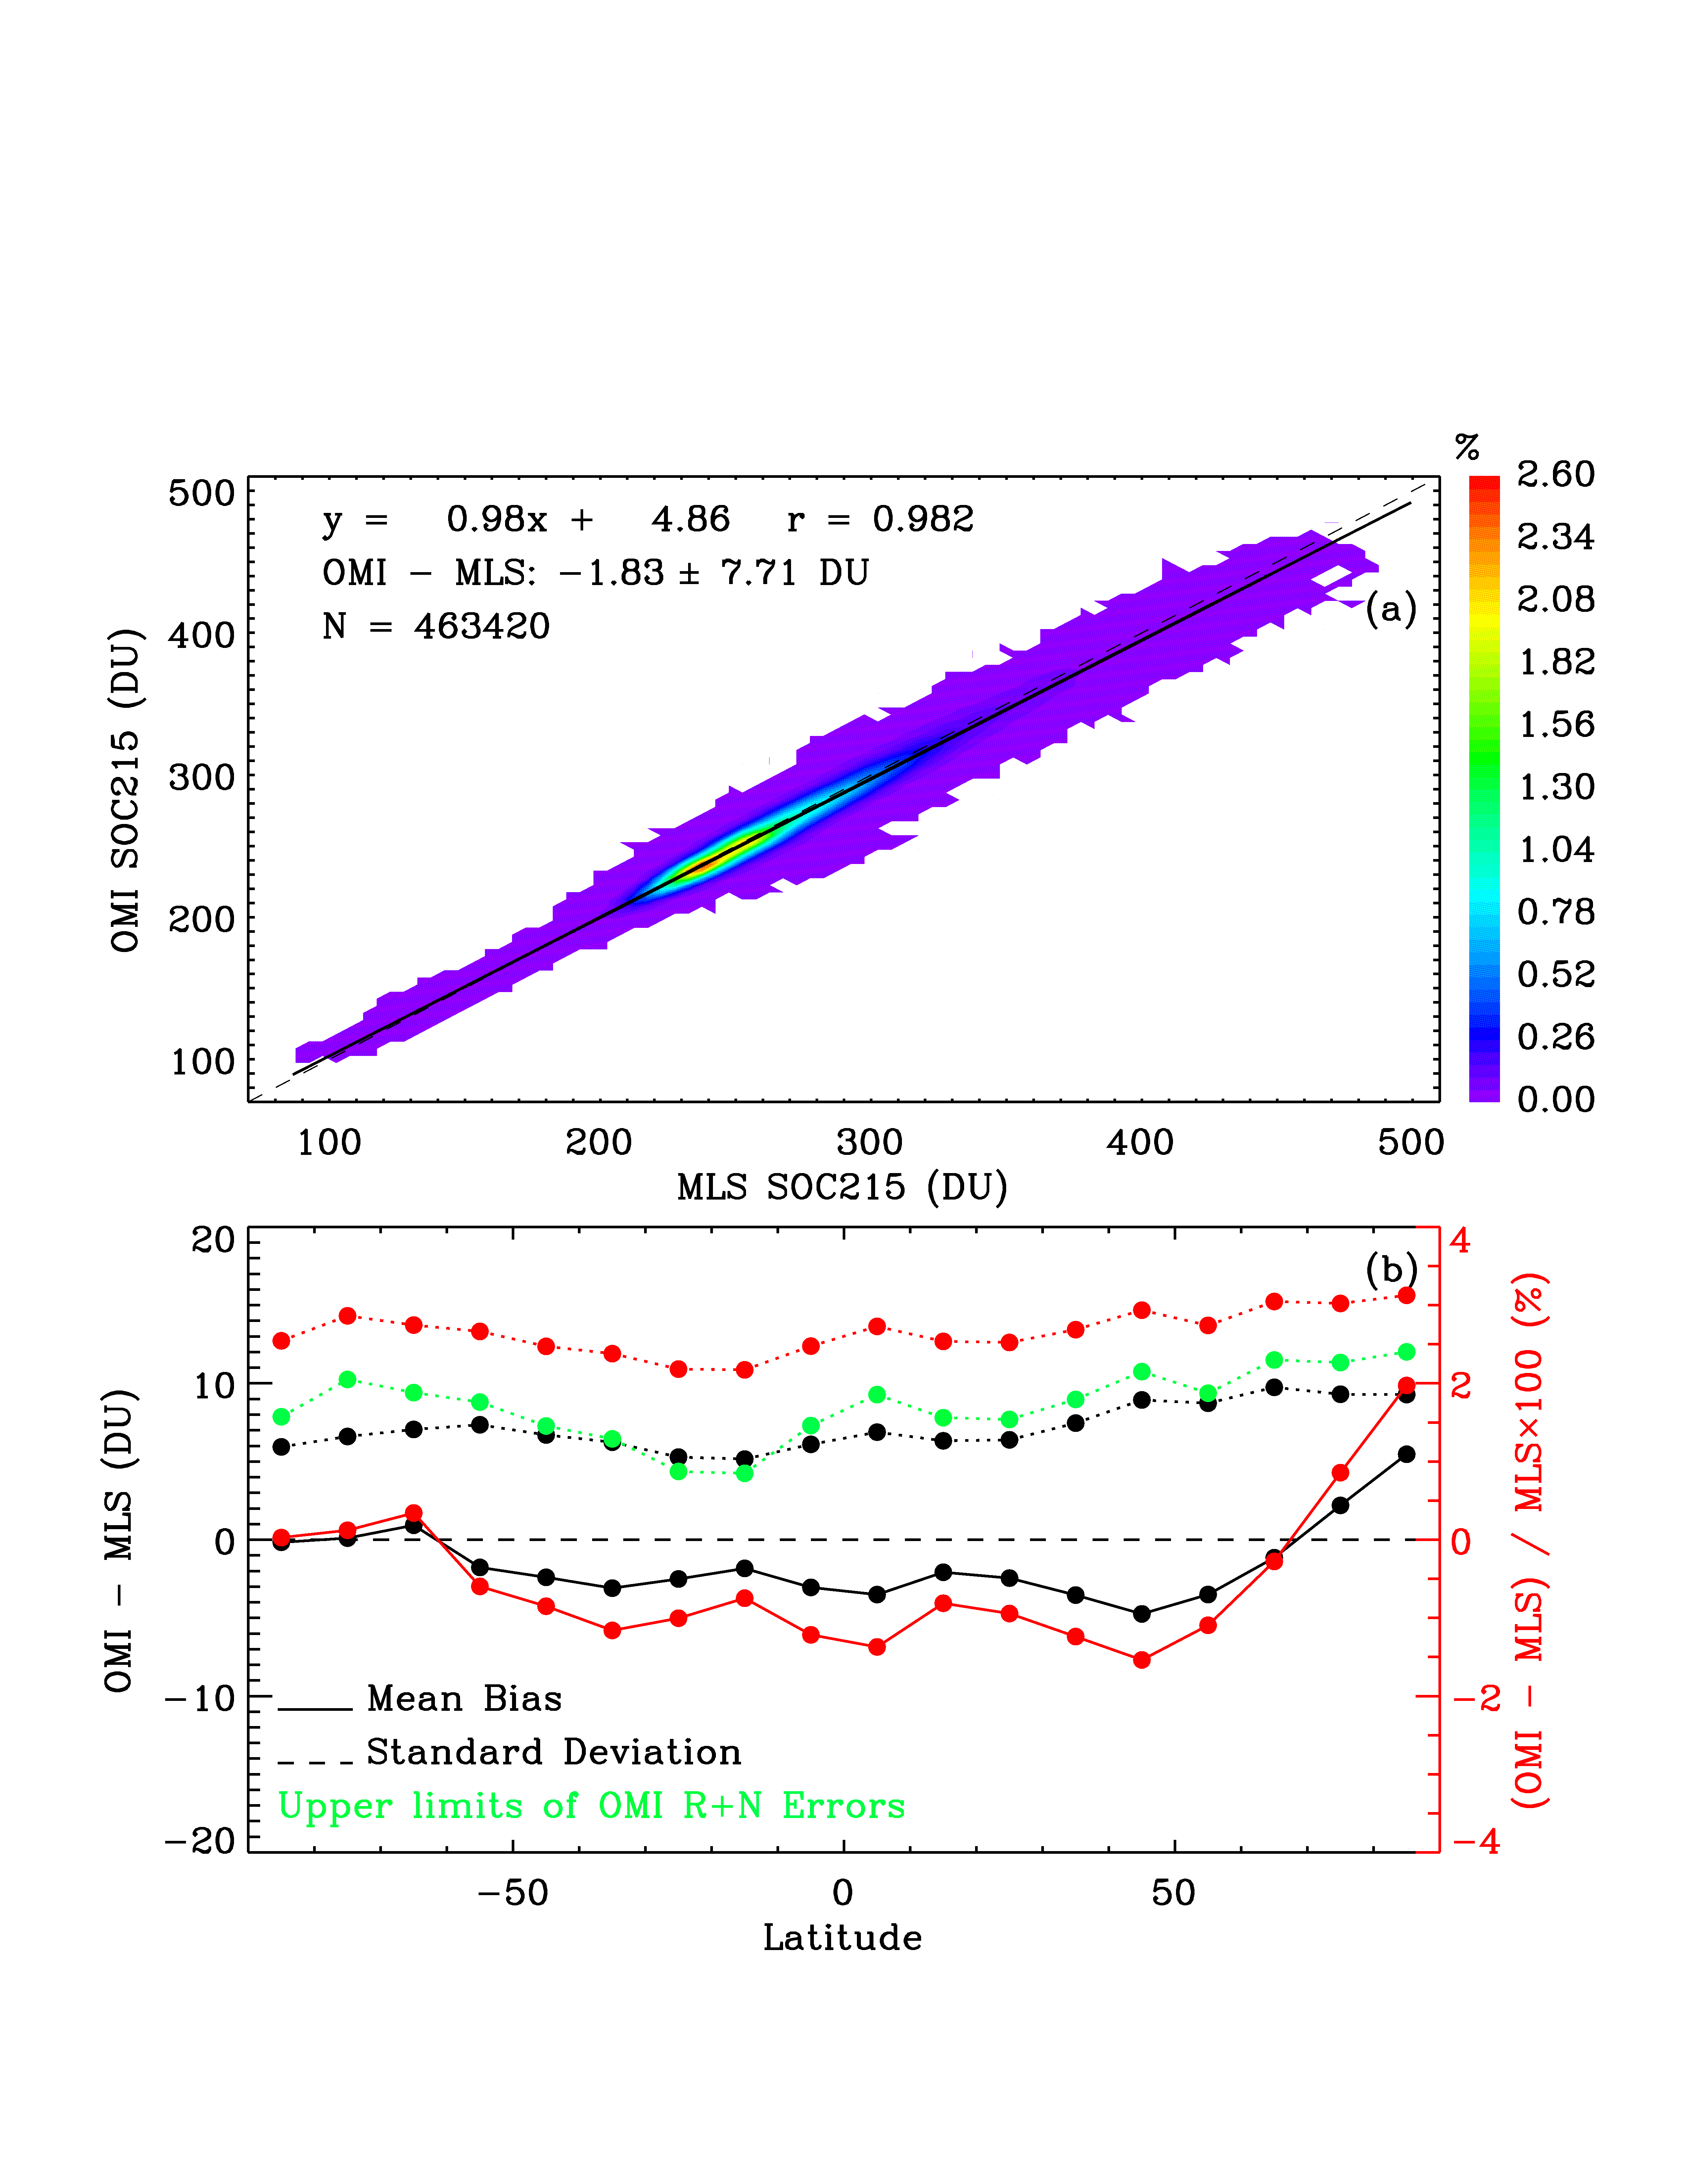 %
500
400
300
200
100
OMI SOC215 (DU)
y = 0.98x + 4.86 r = 0.982
OMI − MLS: −1.83 ± 7.71 DU
N = 463420
(a)
2.60
2.34
2.08
1.82
1.56
1.30
1.04
0.78
0.52
0.26
0.00
100 200 300 400 500
MLS SOC215 (DU)
20
10
0
−10
−20
OMI − MLS (DU)
(b)
Mean Bias
Standard Deviation
Upper limits of OMI R+N Errors
4
2
0
−2
−4
(OMI − MLS) / MLS×100 (%)
−50 0 50
Latitude